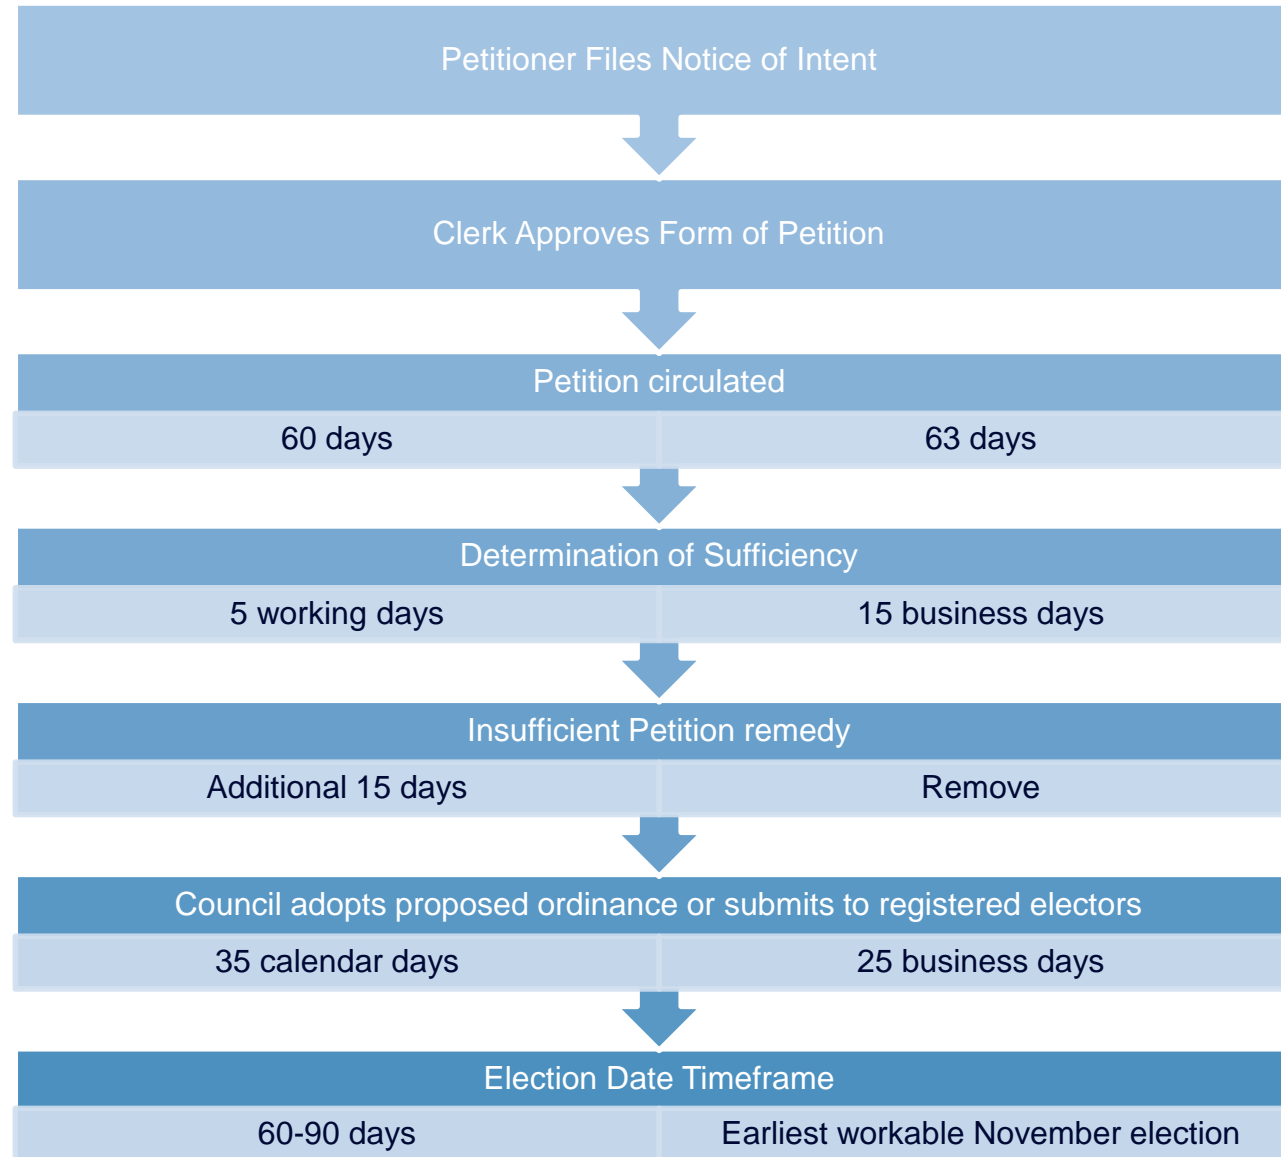 Petitioner Files Notice of Intent
Clerk Approves Form of Petition
Petition circulated
60 days
63 days
Determination of Sufficiency
5 working days
15 business days
Insufficient Petition remedy
Additional 15 days
Remove
Council adopts proposed ordinance or submits to registered electors
35 calendar days
25 business days
Election Date Timeframe
60-90 days
Earliest workable November election